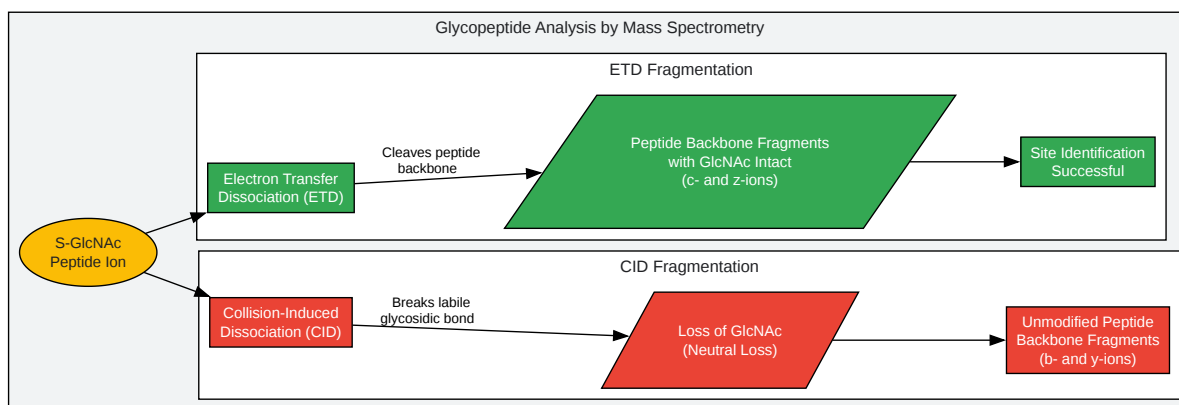 Glycopeptide Analysis by Mass Spectrometry
ETD Fragmentation
S-GlcNAc
Peptide Ion
Electron Transfer
Dissociation (ETD)
Cleaves peptide
backbone
Peptide Backbone Fragments
with GlcNAc Intact
(c- and z-ions)
Site Identification
Successful
CID Fragmentation
Collision-Induced
Dissociation (CID)
Breaks labile
glycosidic bond
Loss of GlcNAc
(Neutral Loss)
Unmodified Peptide
Backbone Fragments
(b- and y-ions)